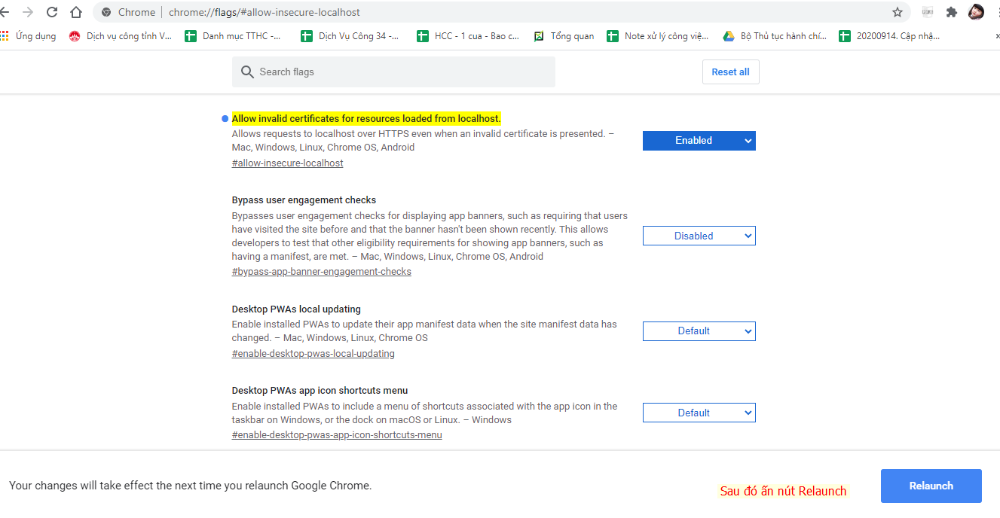 Chrome | chrome://flags/#allow-insecure-localhost
Ứng dụng Dịch vụ công tỉnh V... Danh mục TTHC -... Dịch Vụ Công 34 -... HCC - 1 cua - Bao c... Tổng quan Note xử lý công việ... Bộ Thủ tục hành chí... 20200914. Cập nhậ... »
Search flags Reset all
Allow invalid certificates for resources loaded from localhost.
Allows requests to localhost over HTTPS even when an invalid certificate is presented. –
Mac, Windows, Linux, Chrome OS, Android
Enabled
#allow-insecure-localhost
Bypass user engagement checks
Bypasses user engagement checks for displaying app banners, such as requiring that users
have visited the site before and that the banner hasn't been shown recently. This allows
Disabled
developers to test that other eligibility requirements for showing app banners, such as
having a manifest, are met. – Mac, Windows, Linux, Chrome OS, Android
#bypass-app-banner-engagement-checks
Desktop PWAs local updating
Enable installed PWAs to update their app manifest data when the site manifest data has
changed. – Mac, Windows, Linux, Chrome OS
Default
#enable-desktop-pwas-local-updating
Desktop PWAs app icon shortcuts menu
Enable installed PWAs to include a menu of shortcuts associated with the app icon in the
taskbar on Windows, or the dock on macOS or Linux. – Windows
Default
#enable-desktop-pwas-app-icon-shortcuts-menu
Your changes will take effect the next time you relaunch Google Chrome.
Sau đó ấn nút Relaunch
Relaunch